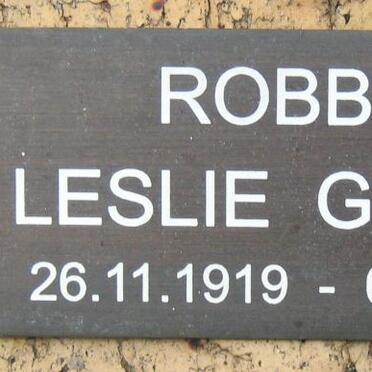 ROBB
LESLIE G
26.11.1919 -